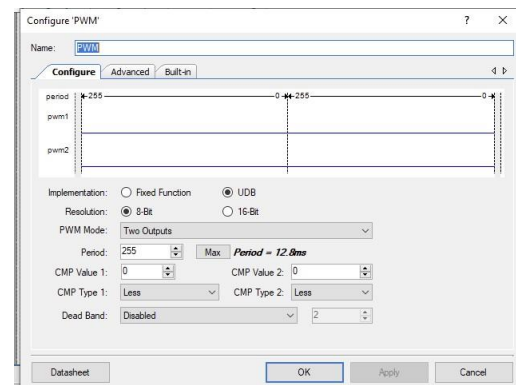 Configure 'PWM' ? X
Name: PWM
Configure Advanced Built-in
period 255 0 255 0
pwm1
pwm2
Implementation: Fixed Function UDB
Resolution: 8-Bit 16-Bit
PWM Mode: Two Outputs
Period: 255 Max Period = 12.8ms
CMP Value 1: 0 CMP Value 2: 0
CMP Type 1: Less CMP Type 2: Less
Dead Band: Disabled 2
Datasheet OK Apply Cancel